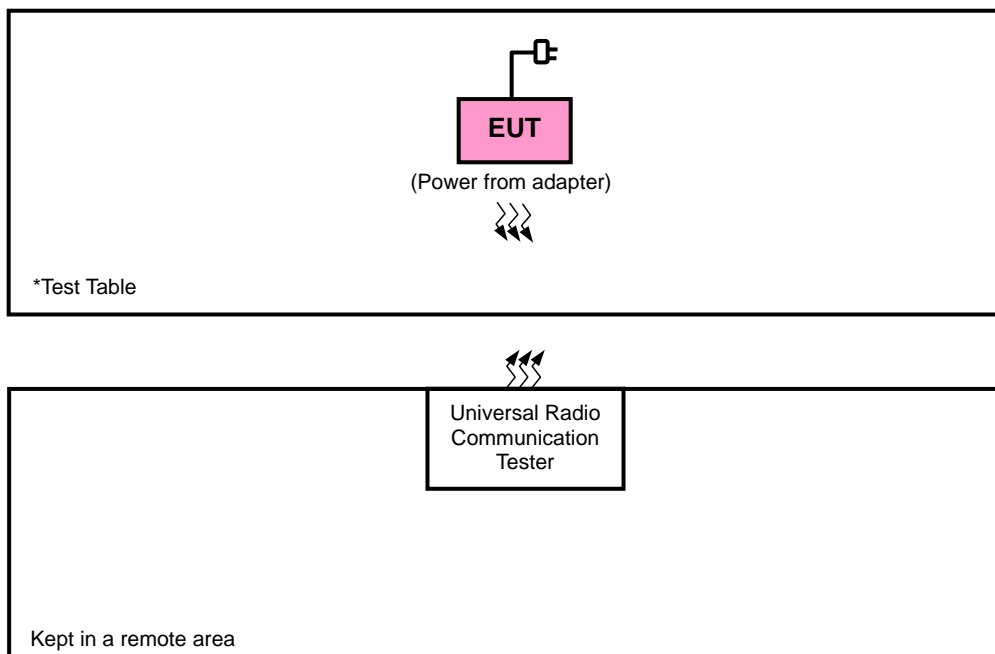 EUT
(Power from adapter)
*Test Table
Universal Radio
Communication
Tester
Kept in a remote area